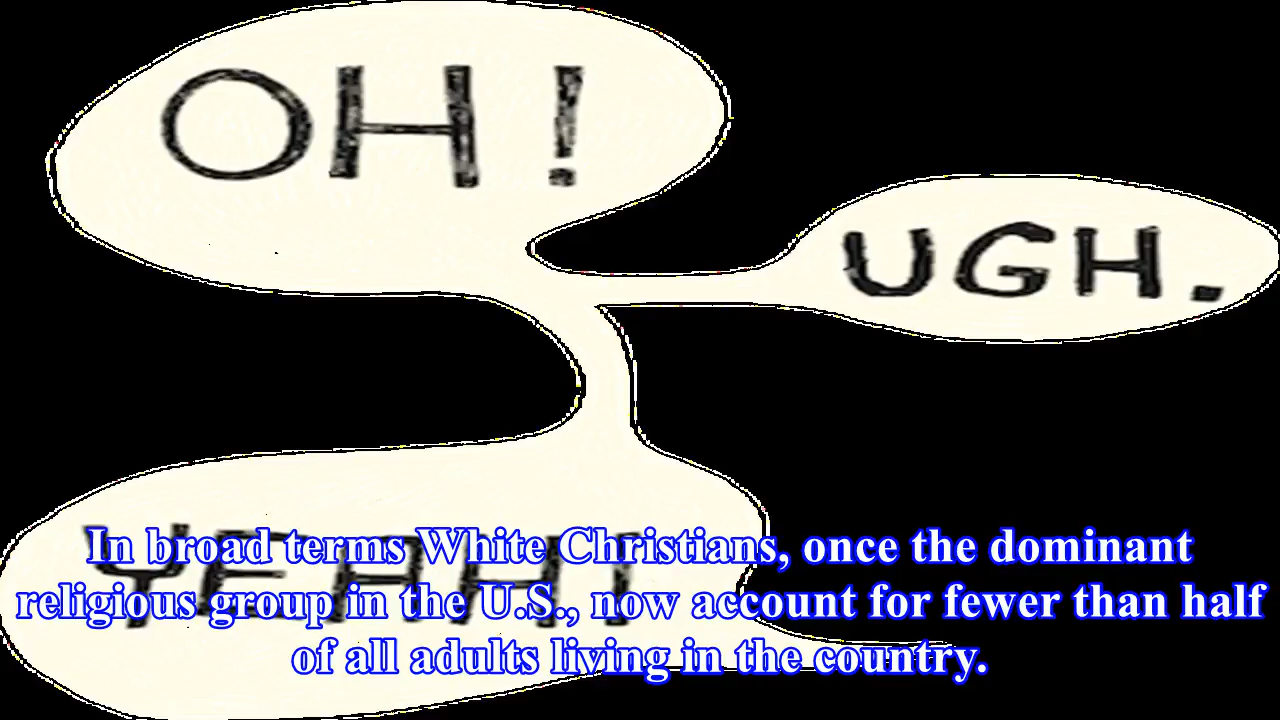 OH!
UGH.
YEAH!
In broad terms White Christians, once the dominant
religious group in the U.S., now account for fewer than half
of all adults living in the country.